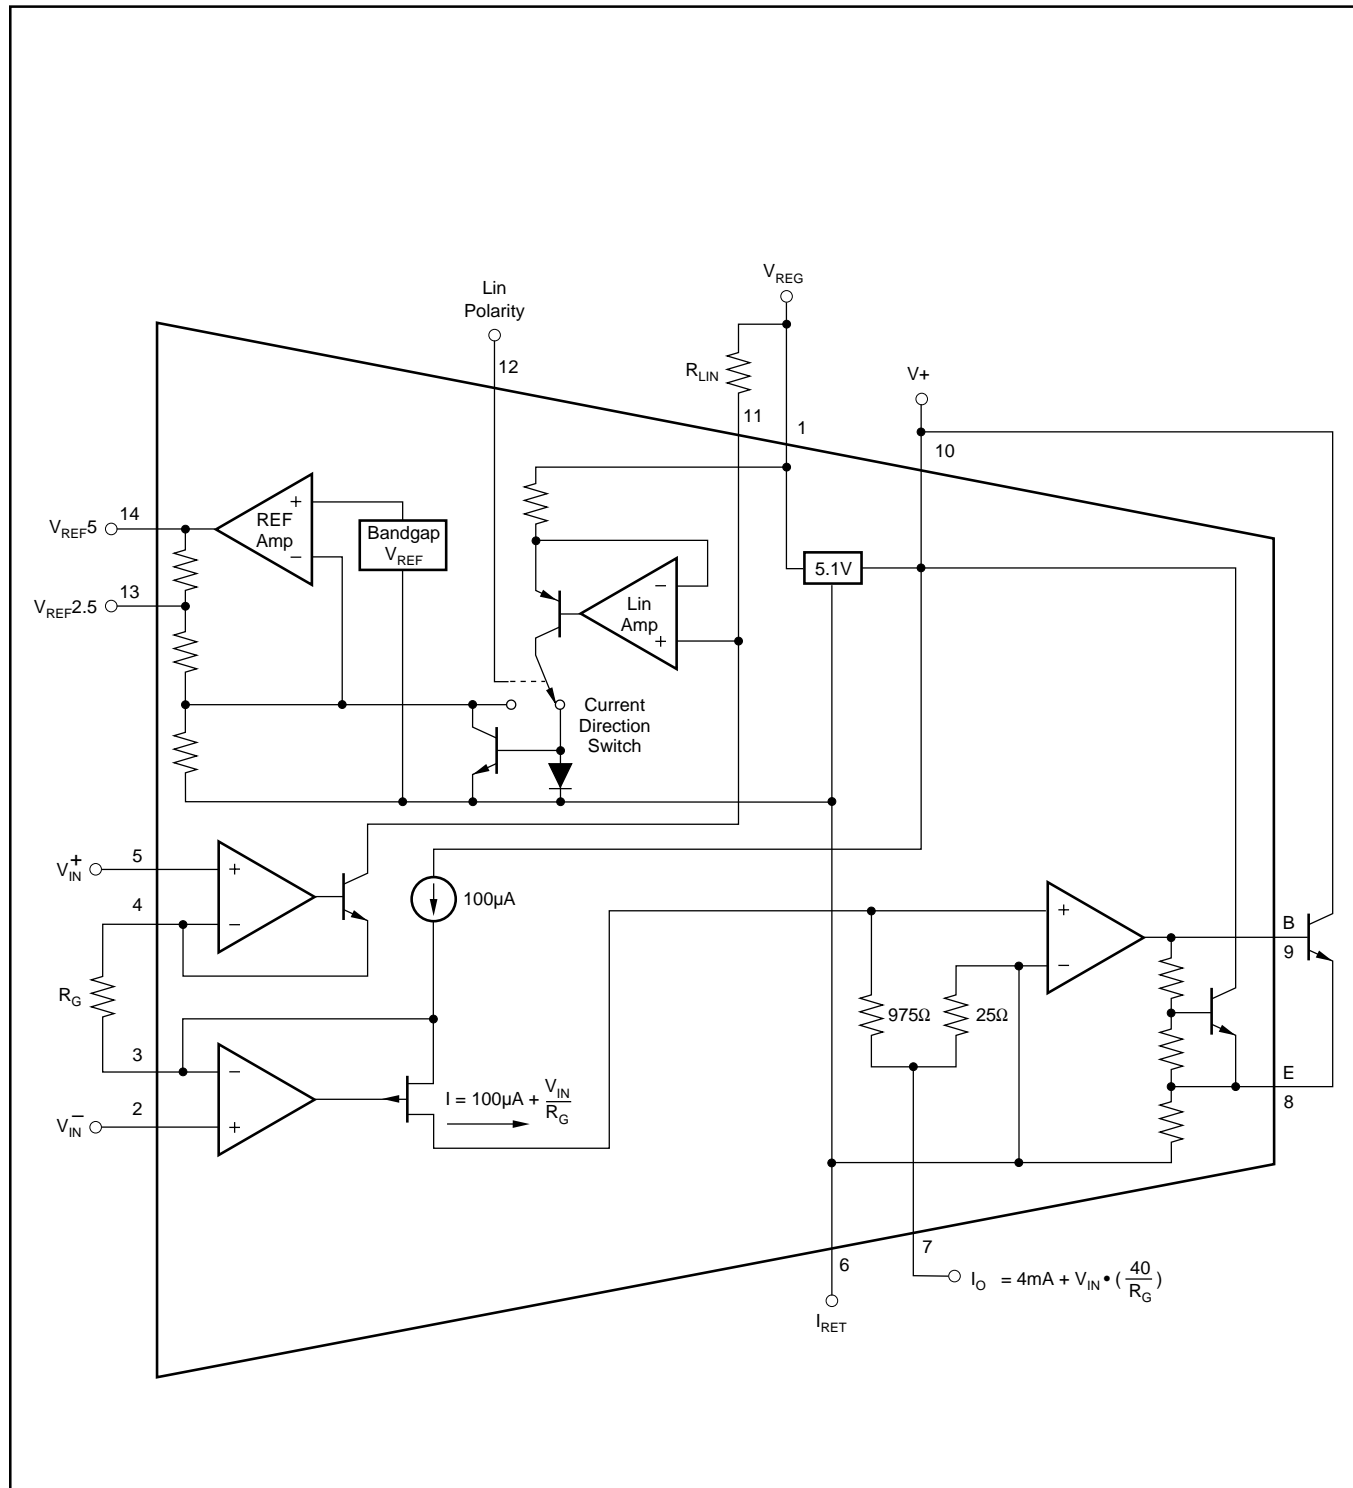 V_REG
Lin
Polarity
12
R_LIN
V+
11
1
10
V_REF5
14
REF
Amp
+
−
Bandgap
V_REF
5.1V
13
V_REF2.5
−
Lin
Amp
+
Current
Direction
Switch
V_IN^+
5
+
100µA
4
−
+
B
9
−
R_G
975Ω
25Ω
3
−
E
8
I = 100µA + V_IN/R_G
V_IN^−
2
+
7
6
I_O = 4mA + V_IN • (40/R_G)
I_RET